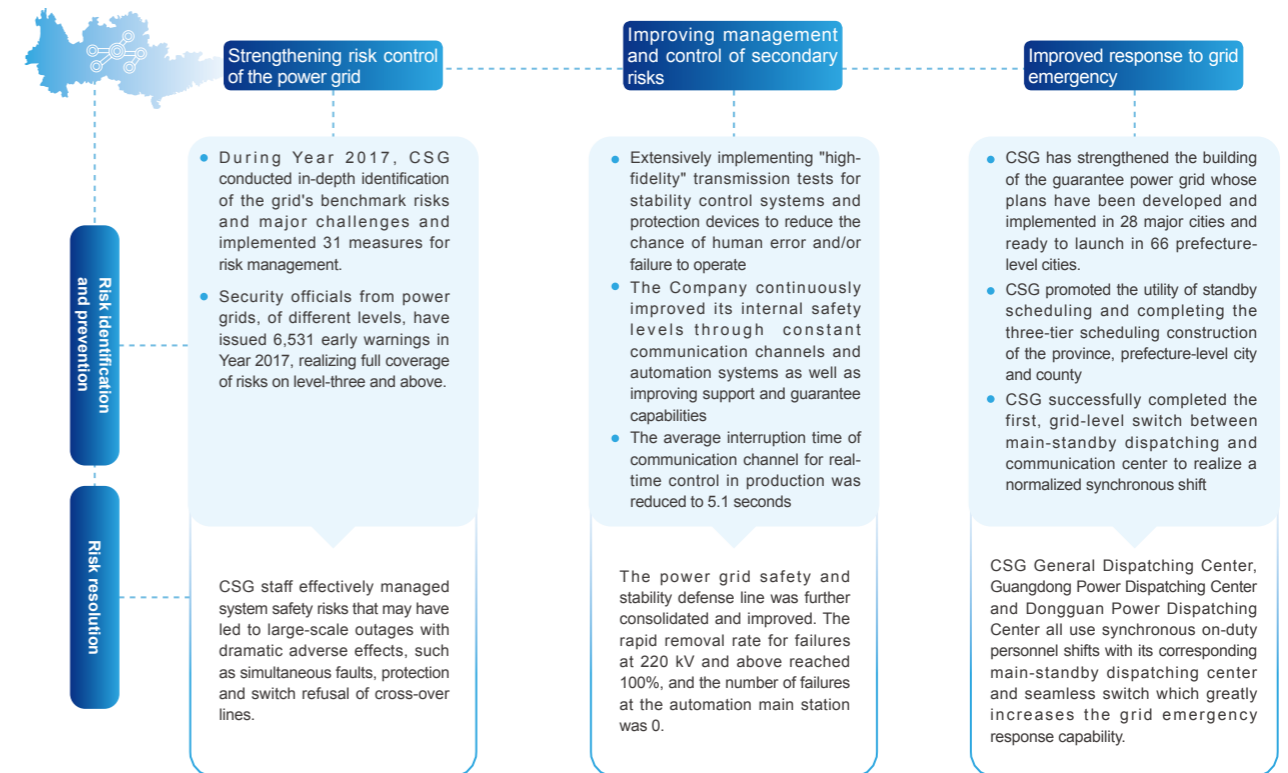 Strengthening risk control
of the power grid
Improving management
and control of secondary
risks
Improved response to grid
emergency
Risk identification
and prevention
During Year 2017, CSG
conducted in-depth identification
of the grid's benchmark risks
and major challenges and
implemented 31 measures for
risk management.
Security officials from power
grids, of different levels, have
issued 6,531 early warnings in
Year 2017, realizing full coverage
of risks on level-three and above.
Extensively implementing "high-
fidelity" transmission tests for
stability control systems and
protection devices to reduce the
chance of human error and/or
failure to operate
The Company continuously
improved its internal safety
levels through constant
communication channels and
automation systems as well as
improving support and guarantee
capabilities
The average interruption time of
communication channel for real-
time control in production was
reduced to 5.1 seconds
CSG has strengthened the building
of the guarantee power grid whose
plans have been developed and
implemented in 28 major cities and
ready to launch in 66 prefecture-
level cities.
CSG promoted the utility of standby
scheduling and completing the
three-tier scheduling construction
of the province, prefecture-level city
and county
CSG successfully completed the
first, grid-level switch between
main-standby dispatching and
communication center to realize a
normalized synchronous shift
Risk resolution
CSG staff effectively managed
system safety risks that may have
led to large-scale outages with
dramatic adverse effects, such
as simultaneous faults, protection
and switch refusal of cross-over
lines.
The power grid safety and
stability defense line was further
consolidated and improved. The
rapid removal rate for failures
at 220 kV and above reached
100%, and the number of failures
at the automation main station
was 0.
CSG General Dispatching Center,
Guangdong Power Dispatching Center
and Dongguan Power Dispatching
Center all use synchronous on-duty
personnel shifts with its corresponding
main-standby dispatching center
and seamless switch which greatly
increases the grid emergency
response capability.